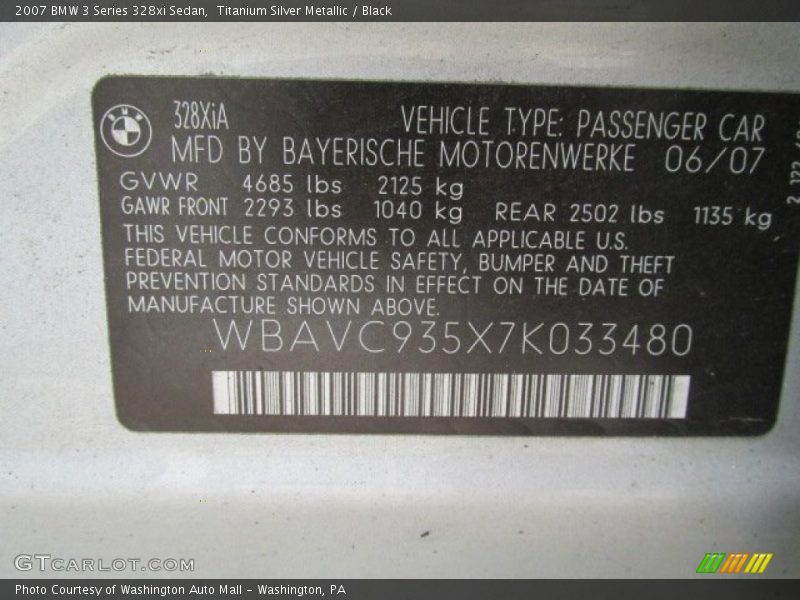 2007 BMW 3 Series 328xi Sedan,  Titanium Silver Metallic / Black
BMW
328XiA
VEHICLE TYPE: PASSENGER CAR
MFD BY BAYERISCHE MOTORENWERKE 06/07
GVWR 4685 lbs 2125 kg
GAWR FRONT 2293 lbs 1040 kg REAR 2502 lbs 1135 kg
THIS VEHICLE CONFORMS TO ALL APPLICABLE U.S.
FEDERAL MOTOR VEHICLE SAFETY, BUMPER AND THEFT
PREVENTION STANDARDS IN EFFECT ON THE DATE OF
MANUFACTURE SHOWN ABOVE.
WBAVC935X7K033480
GTCARLOT.COM
Photo Courtesy of Washington Auto Mall - Washington, PA